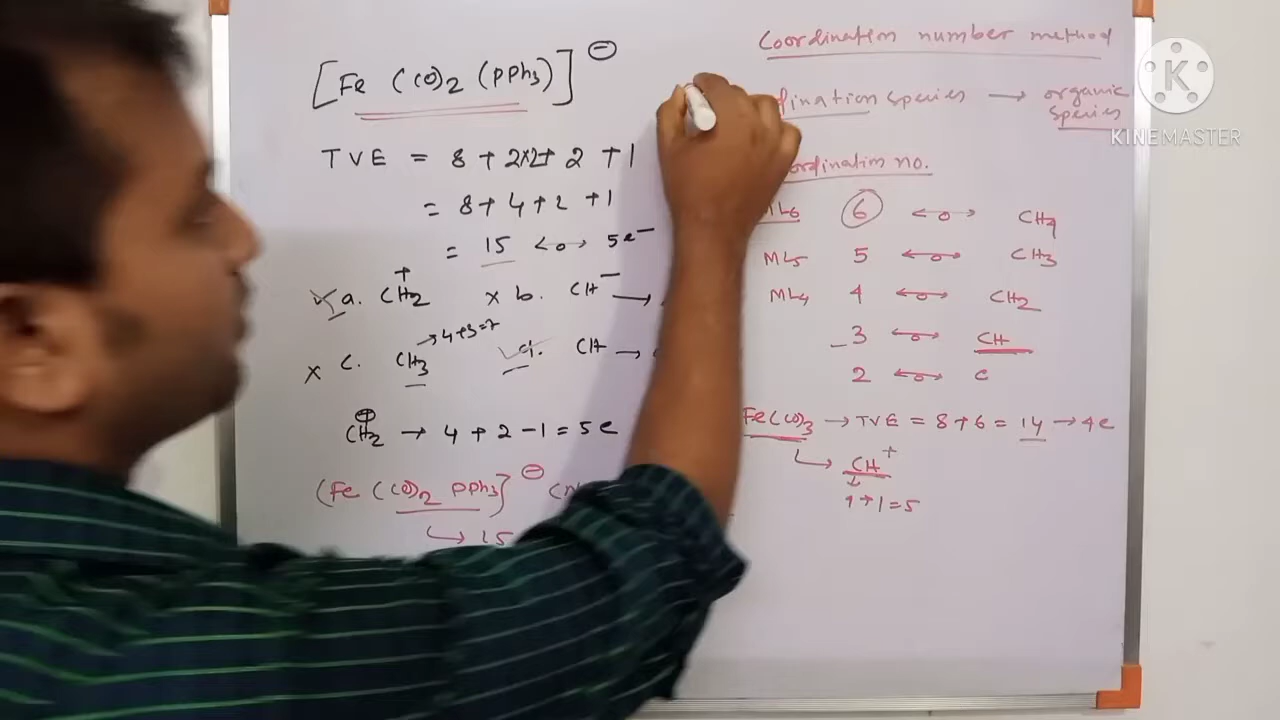 [Fe (CO)2 (PPh3)]⊖
TVE = 8 + 2x2 + 2 + 1
= 8 + 4 + 2 + 1
= 15 <-o-> 5e-
✓a. CH2+ x b. CH- →
x c. CH3 → 4+3=7 ✓d. CH →
CH2⊕ → 4 + 2 - 1 = 5e
(Fe (CO)2 PPh3]⊖
↳ 15
Coordination number method
dination species → organic species
ordination no.
ML6 6 <-o-> CH4
ML5 5 <-o-> CH3
ML4 4 <-o-> CH2
3 <-o-> CH
2 <-o-> C
Fe(CO)3 → TVE = 8 + 6 = 14 → 4e
↳ CH+
↓
4 + 1 = 5
K
KINEMASTER